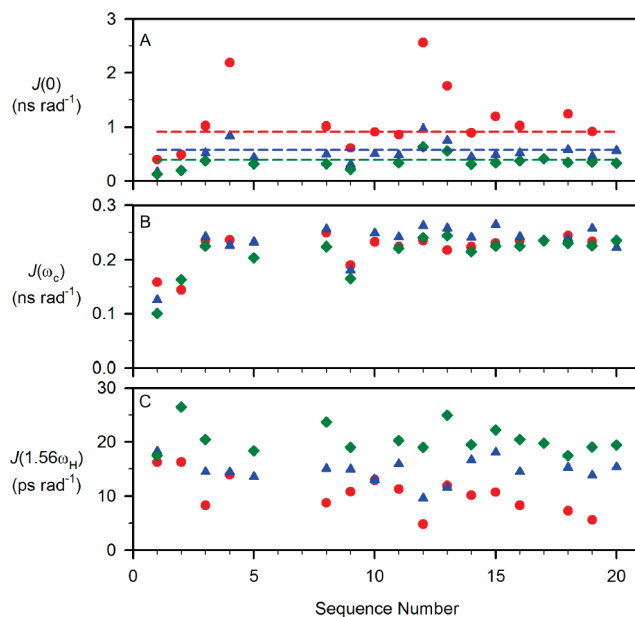 3
A
J(0)
(ns rad⁻¹)
2
1
0
0.3
B
J(ω_c)
(ns rad⁻¹)
0.2
0.1
0.0
30
C
J(1.56ω_H)
(ps rad⁻¹)
20
10
0
0 5 10 15 20
Sequence Number